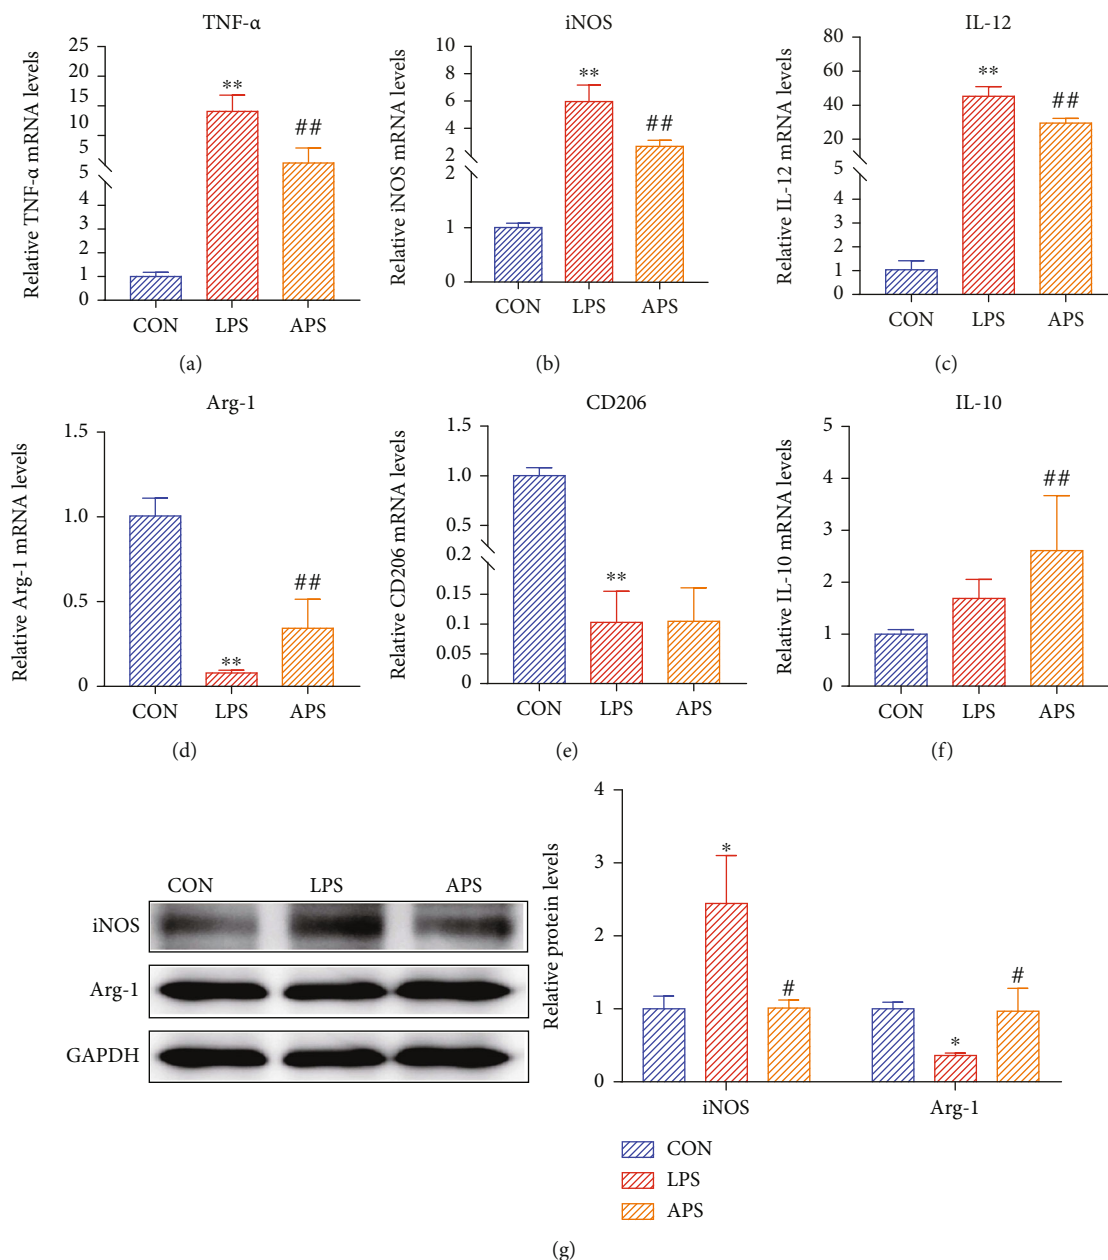 TNF-α
Relative TNF-α mRNA levels
25
20
15
10
5
5
4
3
2
1
0
**
##
CON LPS APS
(a)
iNOS
Relative iNOS mRNA levels
10
8
6
4
2
2
1
0
**
##
CON LPS APS
(b)
IL-12
Relative IL-12 mRNA levels
80
60
40
20
5
4
3
2
1
0
**
##
CON LPS APS
(c)
Arg-1
Relative Arg-1 mRNA levels
1.5
1.0
0.5
0
**
##
CON LPS APS
(d)
CD206
Relative CD206 mRNA levels
1.5
1.0
0.5
0.2
0.2
0.15
0.1
0.05
0
**
CON LPS APS
(e)
IL-10
Relative IL-10 mRNA levels
5
4
3
2
1
0
##
CON LPS APS
(f)
CON LPS APS
iNOS
Arg-1
GAPDH
Relative protein levels
4
3
2
1
0
*
#
*
#
iNOS Arg-1
CON
LPS
APS
(g)